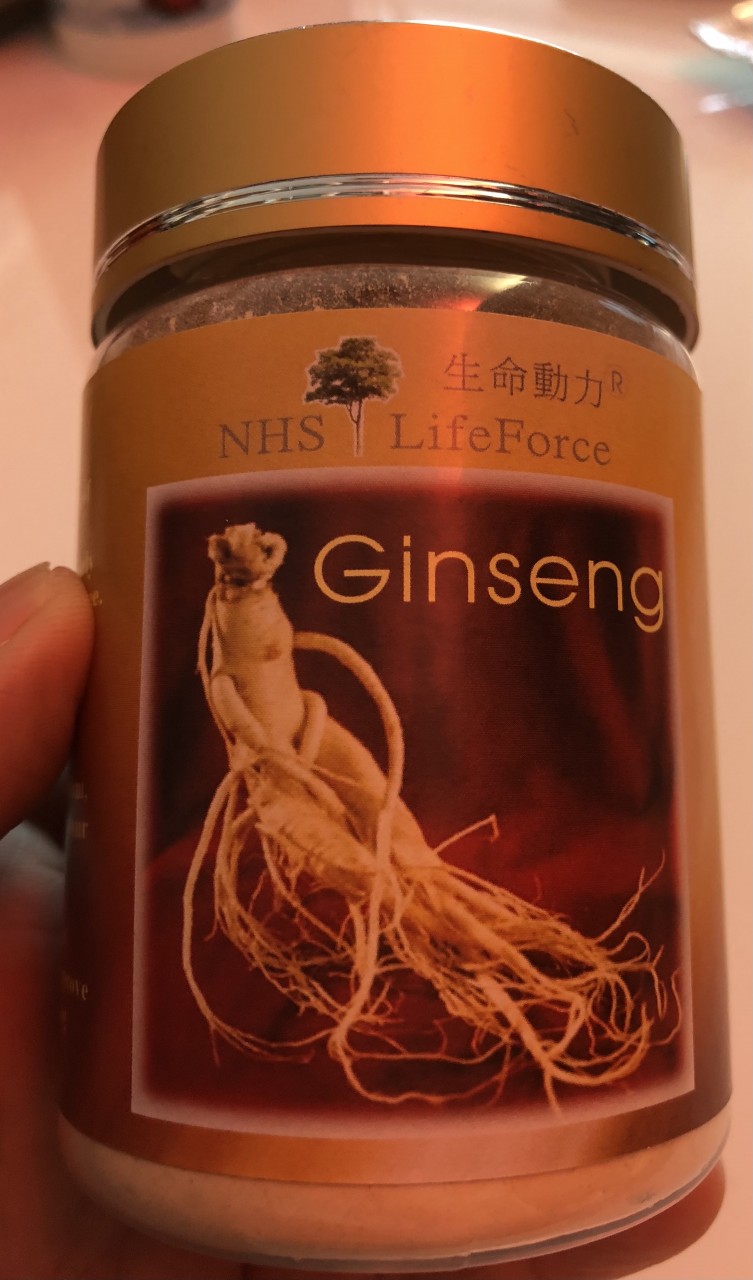 生命動力R
NHS LifeForce
Ginseng